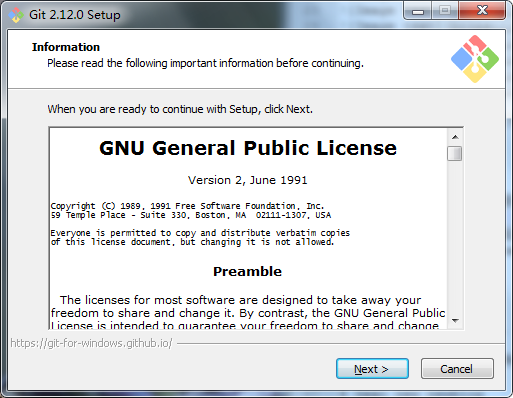 Git 2.12.0 Setup
Information
Please read the following important information before continuing.
When you are ready to continue with Setup, click Next.
GNU General Public License
Version 2, June 1991
Copyright (C) 1989, 1991 Free Software Foundation, Inc.
59 Temple Place - Suite 330, Boston, MA  02111-1307, USA
Everyone is permitted to copy and distribute verbatim copies
of this license document, but changing it is not allowed.
Preamble
The licenses for most software are designed to take away your
freedom to share and change it. By contrast, the GNU General Public
License is intended to guarantee your freedom to share and change
https://git-for-windows.github.io/
Next >
Cancel